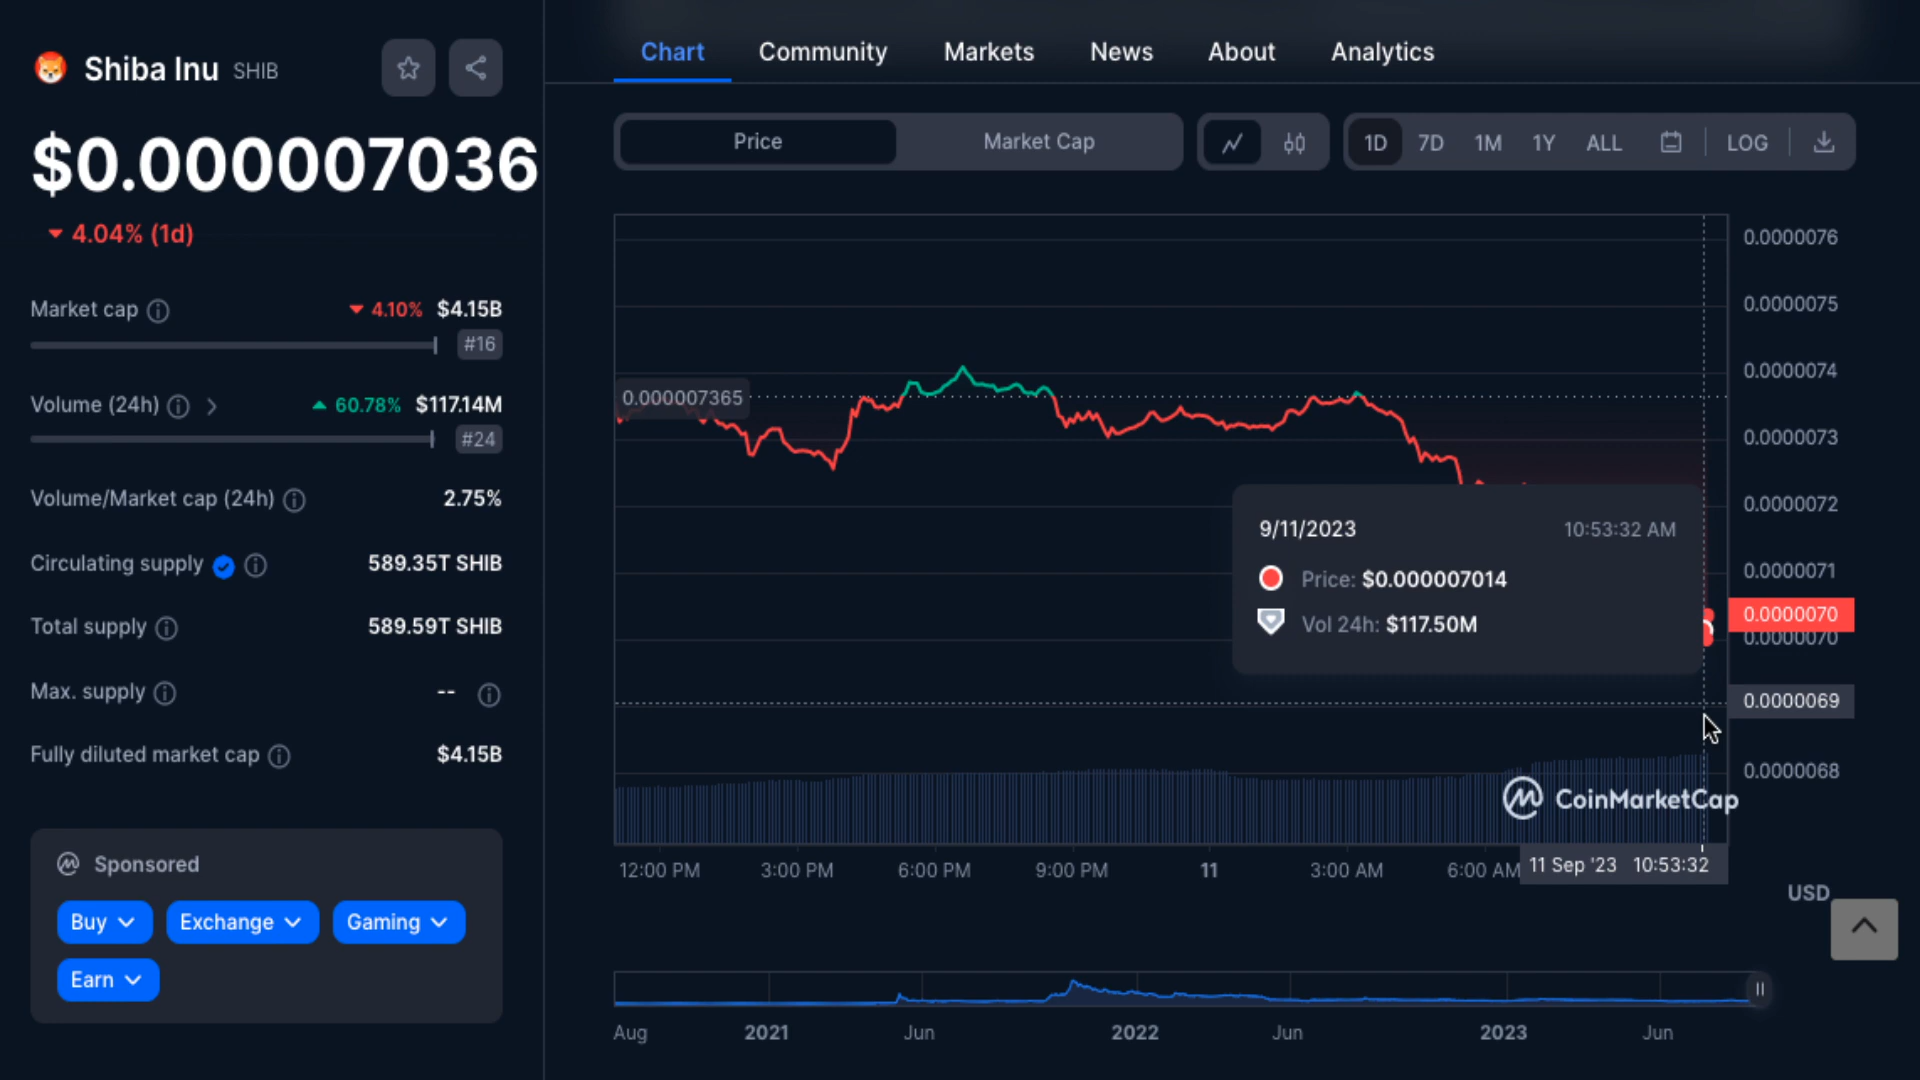 Shiba Inu SHIB
$0.000007036
4.04% (1d)
Market cap 4.10% $4.15B
#16
Volume (24h) 60.78% $117.14M
#24
Volume/Market cap (24h) 2.75%
Circulating supply 589.35T SHIB
Total supply 589.59T SHIB
Max. supply --
Fully diluted market cap $4.15B
Sponsored
Buy Exchange Gaming
Earn
Chart Community Markets News About Analytics
Price Market Cap 1D 7D 1M 1Y ALL LOG
0.0000076
0.0000075
0.0000074
0.000007365
0.0000073
0.0000072
9/11/2023 10:53:32 AM
0.0000071
Price: $0.000007014
0.0000070
Vol 24h: $117.50M
0.0000070
0.0000069
0.0000068
CoinMarketCap
12:00 PM 3:00 PM 6:00 PM 9:00 PM 11 3:00 AM 6:00 AM 11 Sep '23 10:53:32
USD
Aug 2021 Jun 2022 Jun 2023 Jun